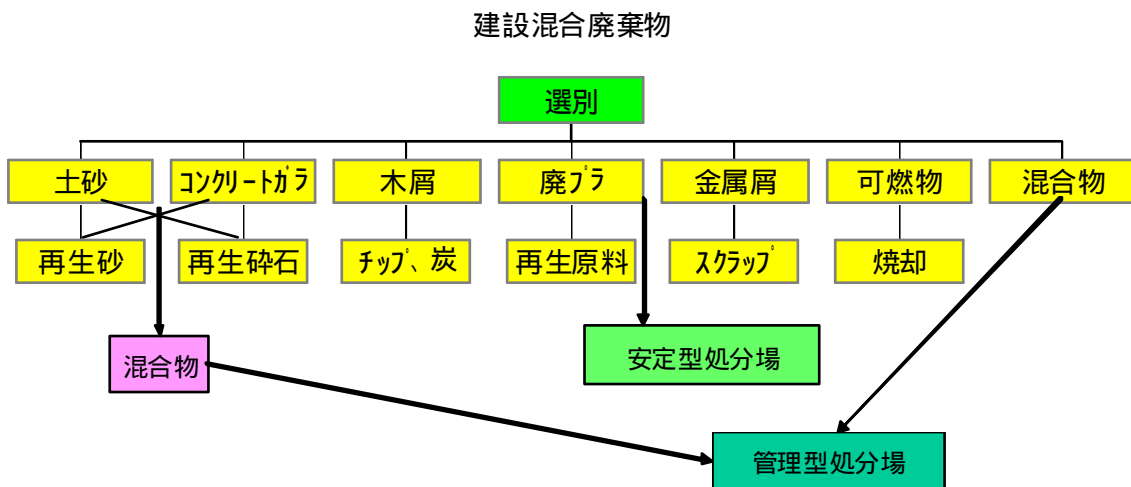 建設混合廃棄物
選別
土砂
コンクリートガラ
木屑
廃プラ
金属屑
可燃物
混合物
再生砂
再生砕石
チップ、炭
再生原料
スクラップ
焼却
混合物
安定型処分場
管理型処分場